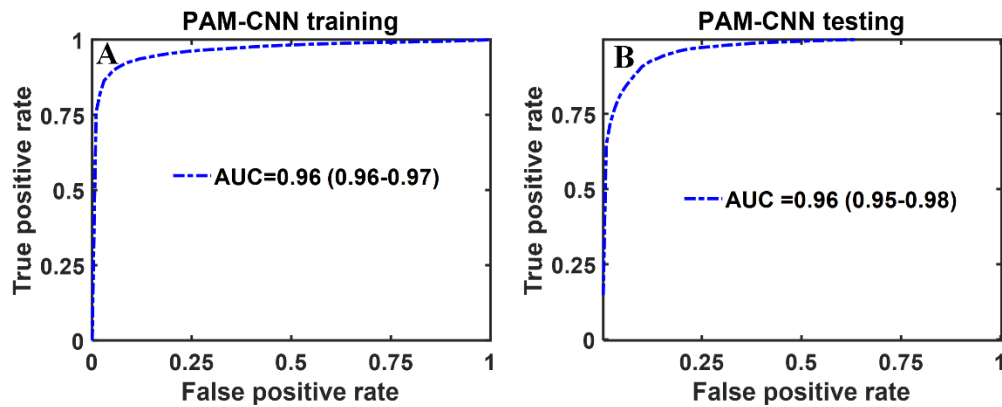 PAM-CNN training
A
1
0.75
0.5
0.25
0
True positive rate
AUC=0.96 (0.96-0.97)
0 0.25 0.5 0.75 1
False positive rate
PAM-CNN testing
B
1
0.75
0.5
0.25
0
True positive rate
AUC =0.96 (0.95-0.98)
0.25 0.5 0.75 1
False positive rate